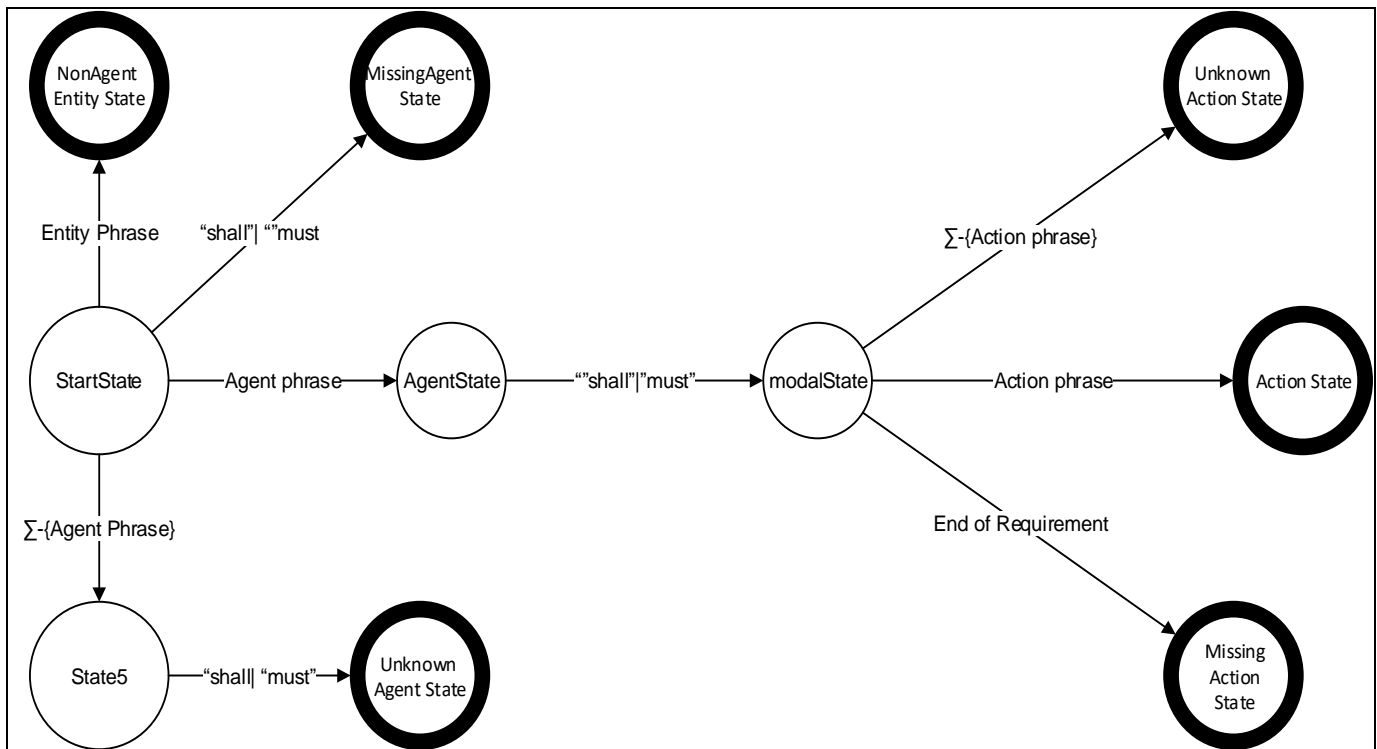 NonAgent
Entity State
MissingAgent
State
Unknown
Action State
Entity Phrase
“shall”| “”must
∑-{Action phrase}
StartState
Agent phrase
AgentState
“”shall”|”must”
modalState
Action phrase
Action State
∑-{Agent Phrase}
End of Requirement
State5
“shall| “must”
Unknown
Agent State
Missing
Action
State